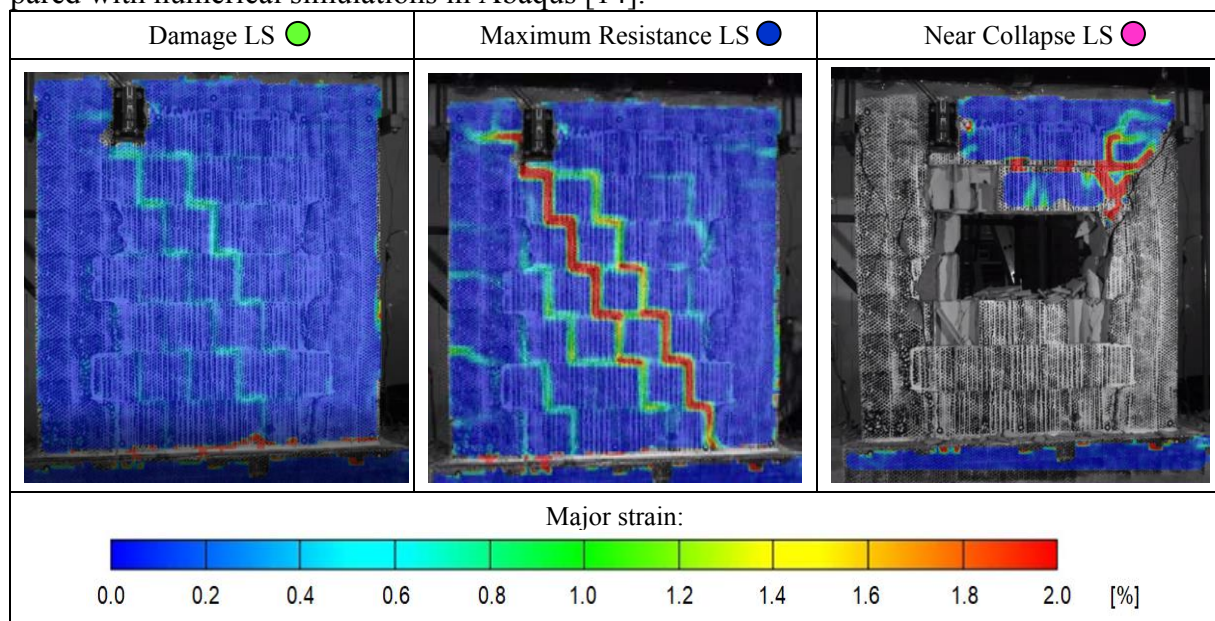 pared with numerical simulations in Abaqus [14].
Damage LS
Maximum Resistance LS
Near Collapse LS
Major strain:
0.0 0.2 0.4 0.6 0.8 1.0 1.2 1.4 1.6 1.8 2.0 [%]